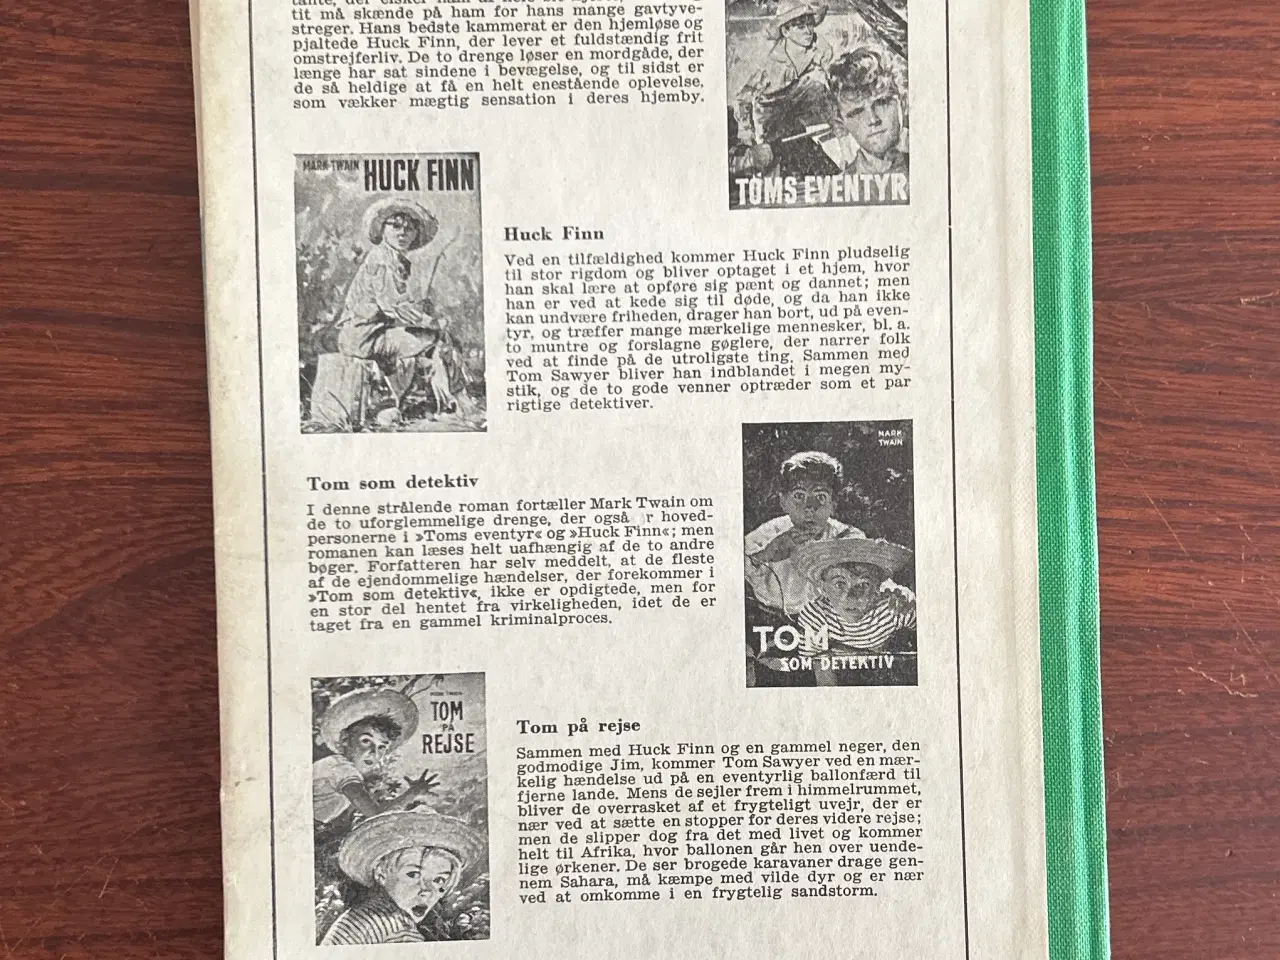 tit må skænde på ham for hans mange gavtyve-
streger. Hans bedste kammerat er den hjemløse og
pjaltede Huck Finn, der lever et fuldstændig frit
omstrejferliv. De to drenge løser en mordgåde, der
længe har sat sindene i bevægelse, og til sidst er
de så heldige at få en helt enestående oplevelse,
som vækker mægtig sensation i deres hjemby.
TOMS EVENTYR
MARK TWAIN HUCK FINN
Huck Finn
Ved en tilfældighed kommer Huck Finn pludselig
til stor rigdom og bliver optaget i et hjem, hvor
han skal lære at opføre sig pænt og dannet; men
han er ved at kede sig til døde, og da han ikke
kan undvære friheden, drager han bort, ud på even-
tyr, og træffer mange mærkelige mennesker, bl. a.
to muntre og forslagne gøglere, der narrer folk
ved at finde på de utroligste ting. Sammen med
Tom Sawyer bliver han indblandet i megen my-
stik, og de to gode venner optræder som et par
rigtige detektiver.
Tom som detektiv
I denne strålende roman fortæller Mark Twain om
de to uforglemmelige drenge, der også r hoved-
personerne i »Toms eventyr« og »Huck Finn«; men
romanen kan læses helt uafhængig af de to andre
bøger. Forfatteren har selv meddelt, at de fleste
af de ejendommelige hændelser, der forekommer i
»Tom som detektiv«, ikke er opdigtede, men for
en stor del hentet fra virkeligheden, idet de er
taget fra en gammel kriminalproces.
MARK
TWAIN
TOM
SOM DETEKTIV
MARK TWAIN
TOM
PÅ
REJSE
Tom på rejse
Sammen med Huck Finn og en gammel neger, den
godmodige Jim, kommer Tom Sawyer ved en mær-
kelig hændelse ud på en eventyrlig ballonfærd til
fjerne lande. Mens de sejler frem i himmelrummet,
bliver de overrasket af et frygteligt uvejr, der er
nær ved at sætte en stopper for deres videre rejse;
men de slipper dog fra det med livet og kommer
helt til Afrika, hvor ballonen går hen over uende-
lige ørkener. De ser brogede karavaner drage gen-
nem Sahara, må kæmpe med vilde dyr og er nær
ved at omkomme i en frygtelig sandstorm.